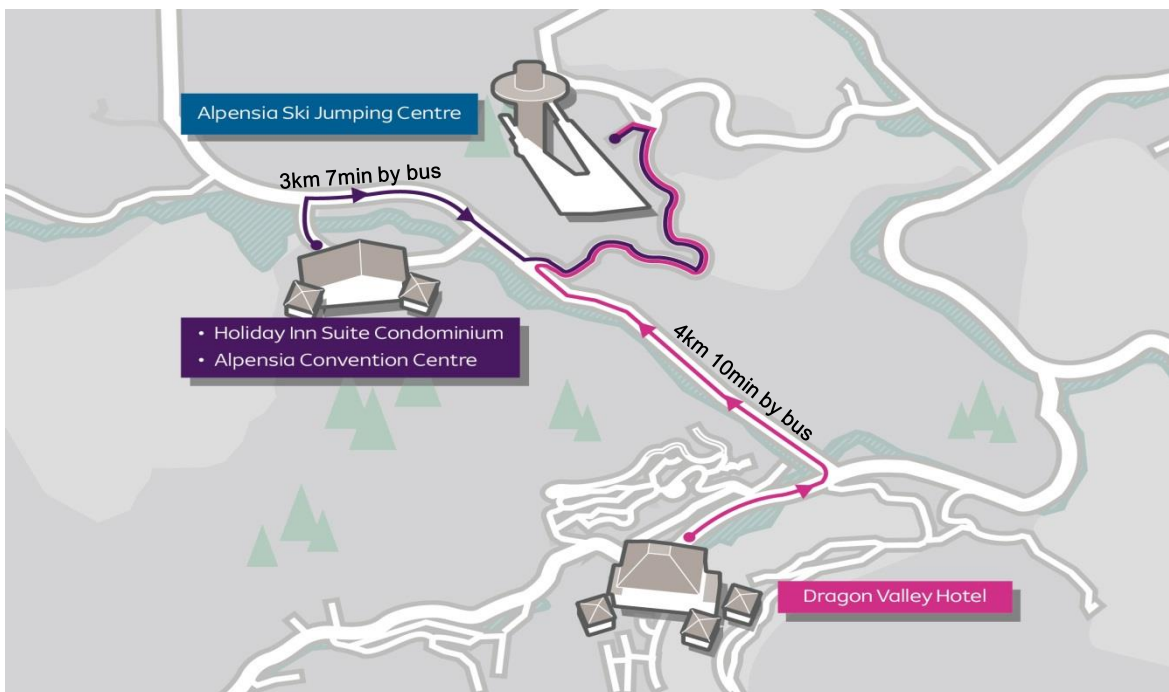 Alpensia Ski Jumping Centre
3km 7min by bus
• Holiday Inn Suite Condominium
• Alpensia Convention Centre
4km 10min by bus
Dragon Valley Hotel